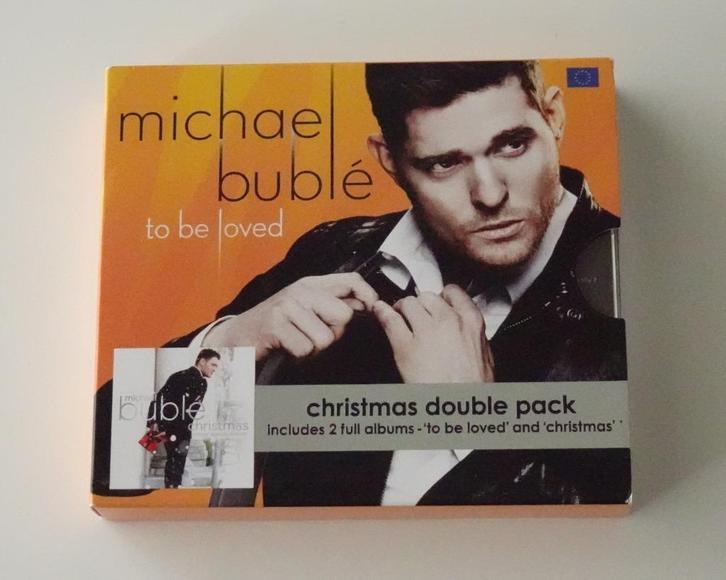 michael
bublé
to be loved
michael
bublé
christmas
christmas double pack
includes 2 full albums - 'to be loved' and 'christmas'